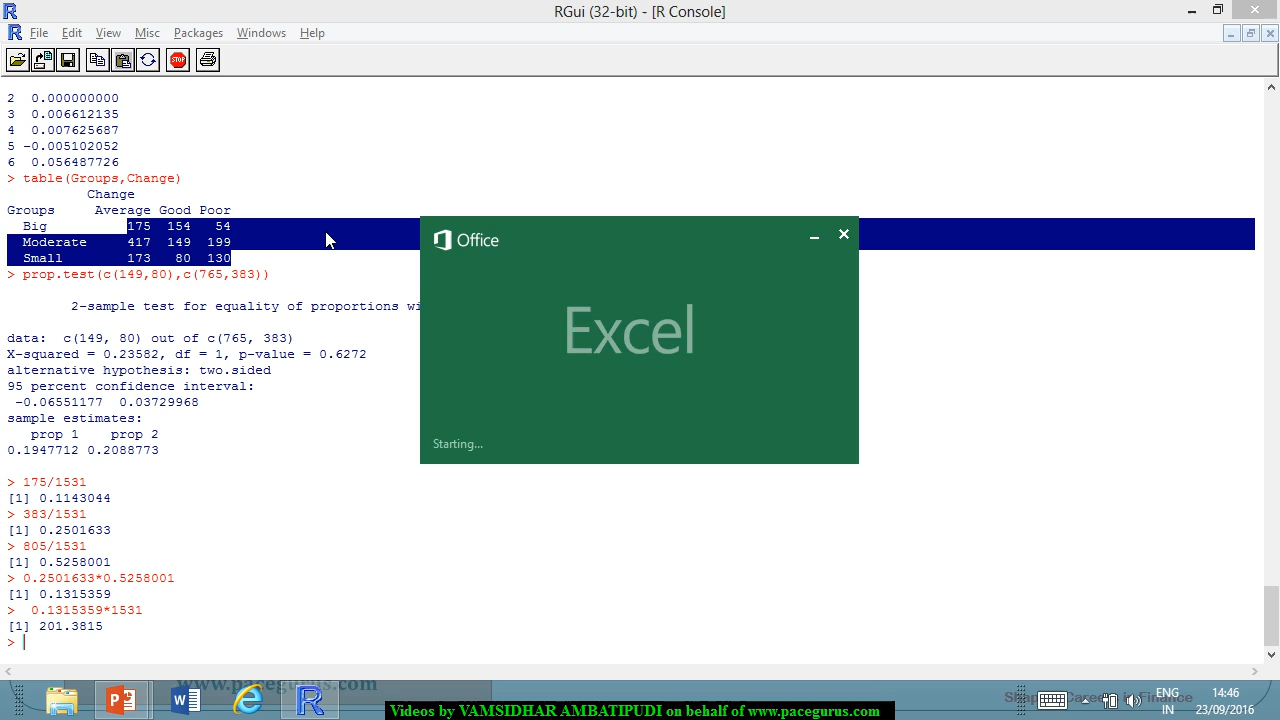 RGui (32-bit) - [R Console]
File Edit View Misc Packages Windows Help
STOP
2 0.000000000
3 0.006612135
4 0.007625687
5 -0.005102052
6 0.056487726
> table(Groups,Change)
Change
Groups Average Good Poor
Big 175 154 54
Moderate 417 149 199
Small 173 80 130
> prop.test(c(149,80),c(765,383))
2-sample test for equality of proportions wi
data: c(149, 80) out of c(765, 383)
X-squared = 0.23582, df = 1, p-value = 0.6272
alternative hypothesis: two.sided
95 percent confidence interval:
-0.06551177 0.03729968
sample estimates:
prop 1 prop 2
0.1947712 0.2088773
> 175/1531
[1] 0.1143044
> 383/1531
[1] 0.2501633
> 805/1531
[1] 0.5258001
> 0.2501633*0.5258001
[1] 0.1315359
> 0.1315359*1531
[1] 201.3815
>
Office
Excel
Starting...
www.pacegurus.com
ENG
IN
14:46
23/09/2016
Videos by VAMSIDHAR AMBATIPUDI on behalf of www.pacegurus.com